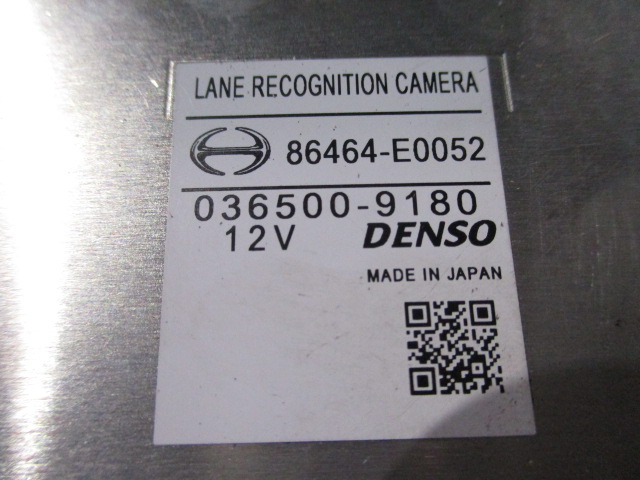 LANE RECOGNITION CAMERA
86464-E0052
036500-9180
12V DENSO
MADE IN JAPAN